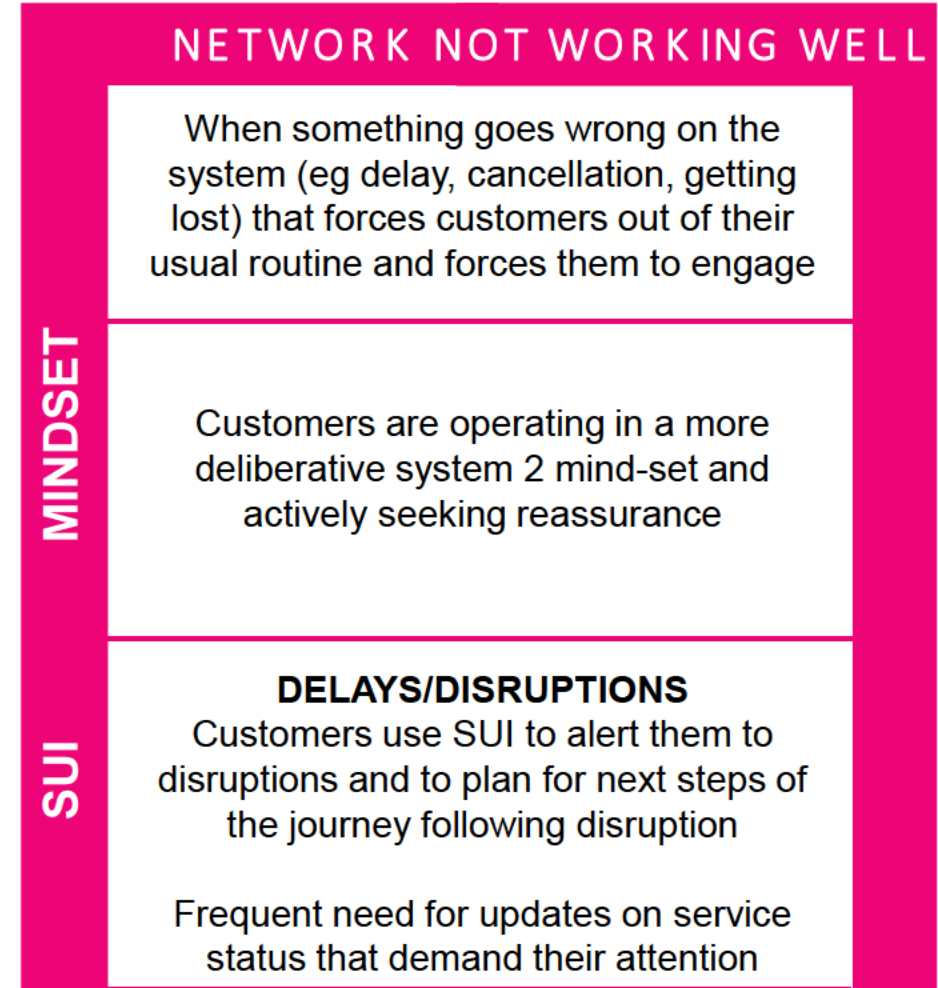 NETWORK NOT WORKING WELL
When something goes wrong on the
system (eg delay, cancellation, getting
lost) that forces customers out of their
usual routine and forces them to engage
MINDSET
Customers are operating in a more
deliberative system 2 mind-set and
actively seeking reassurance
SUI
DELAYS/DISRUPTIONS
Customers use SUI to alert them to
disruptions and to plan for next steps of
the journey following disruption
Frequent need for updates on service
status that demand their attention